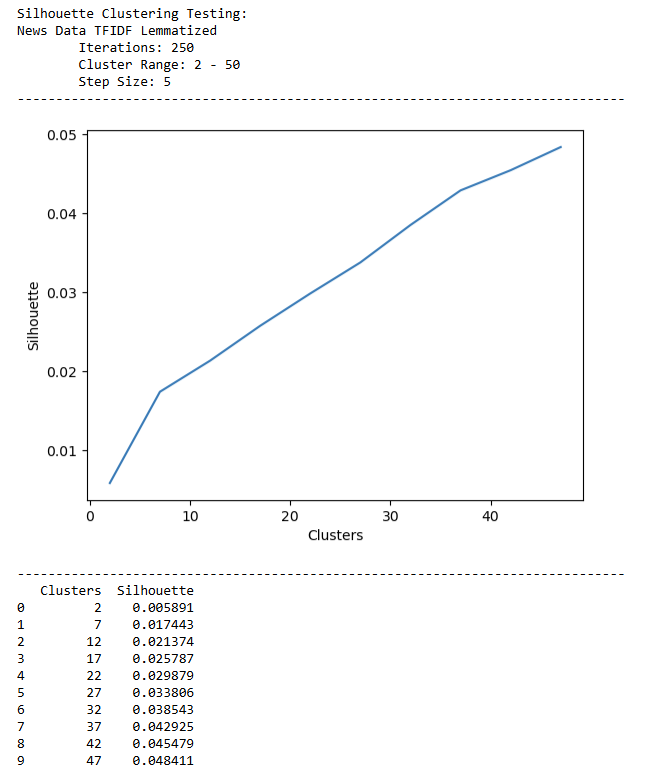 Silhouette Clustering Testing:
News Data TFIDF Lemmatized
Iterations: 250
Cluster Range: 2 - 50
Step Size: 5
-------------------------------------------------------------------------------
0.05
0.04
0.03
0.02
0.01
Silhouette
0 10 20 30 40
Clusters
-------------------------------------------------------------------------------
Clusters Silhouette
0 2 0.005891
1 7 0.017443
2 12 0.021374
3 17 0.025787
4 22 0.029879
5 27 0.033806
6 32 0.038543
7 37 0.042925
8 42 0.045479
9 47 0.048411